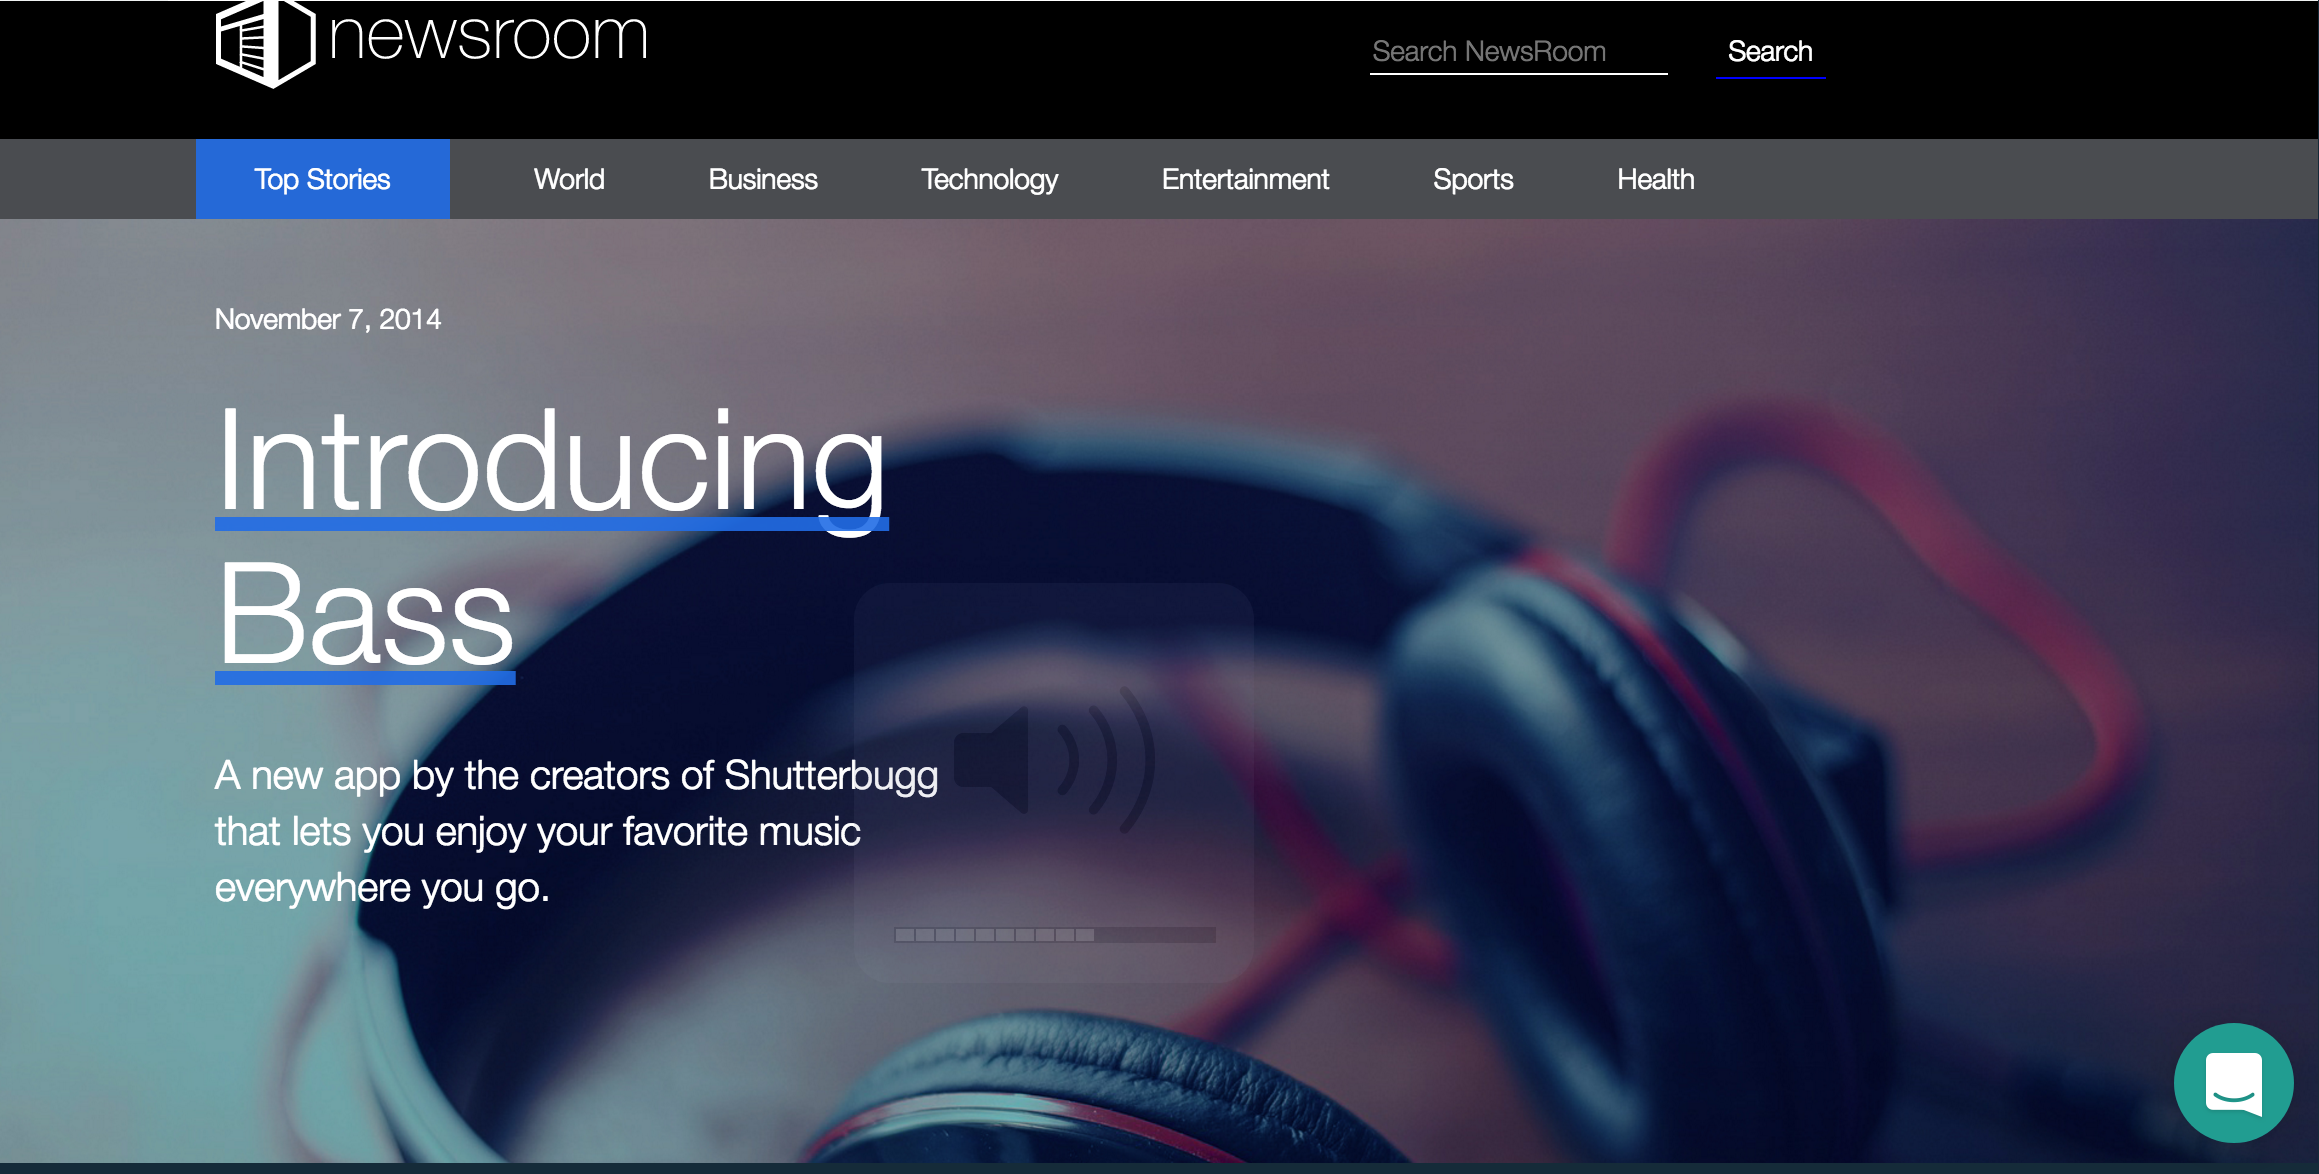 newsroom
Search NewsRoom
Search
Top Stories
World
Business
Technology
Entertainment
Sports
Health
November 7, 2014
Introducing
Bass
A new app by the creators of Shutterbugg
that lets you enjoy your favorite music
everywhere you go.